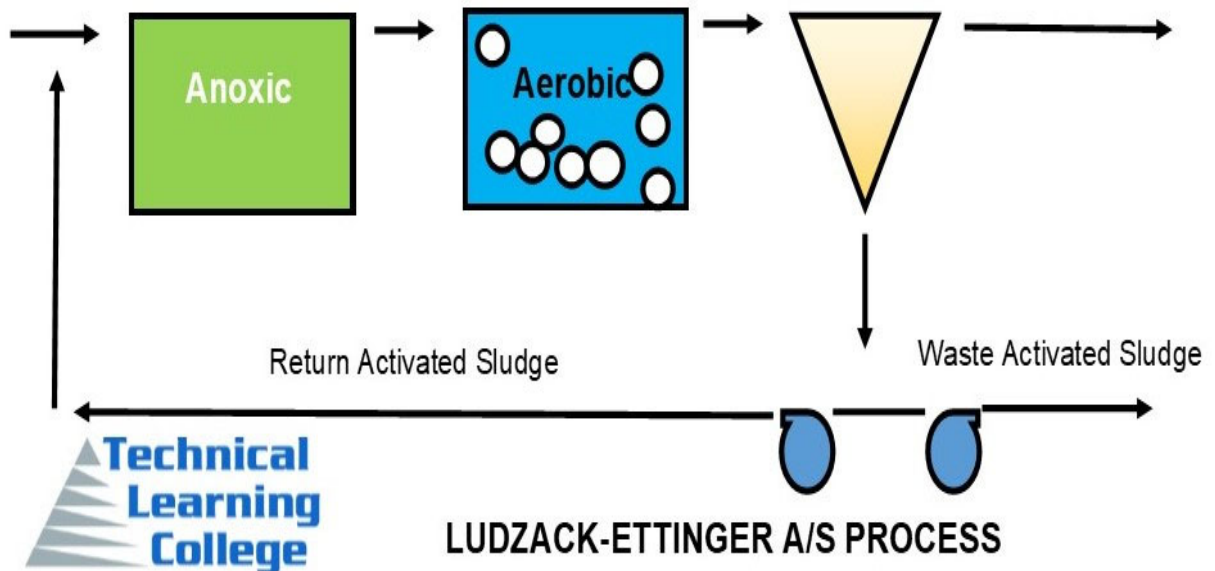 Anoxic
Aerobic
Waste Activated Sludge
Return Activated Sludge
Technical
Learning
College
LUDZACK-ETTINGER A/S PROCESS